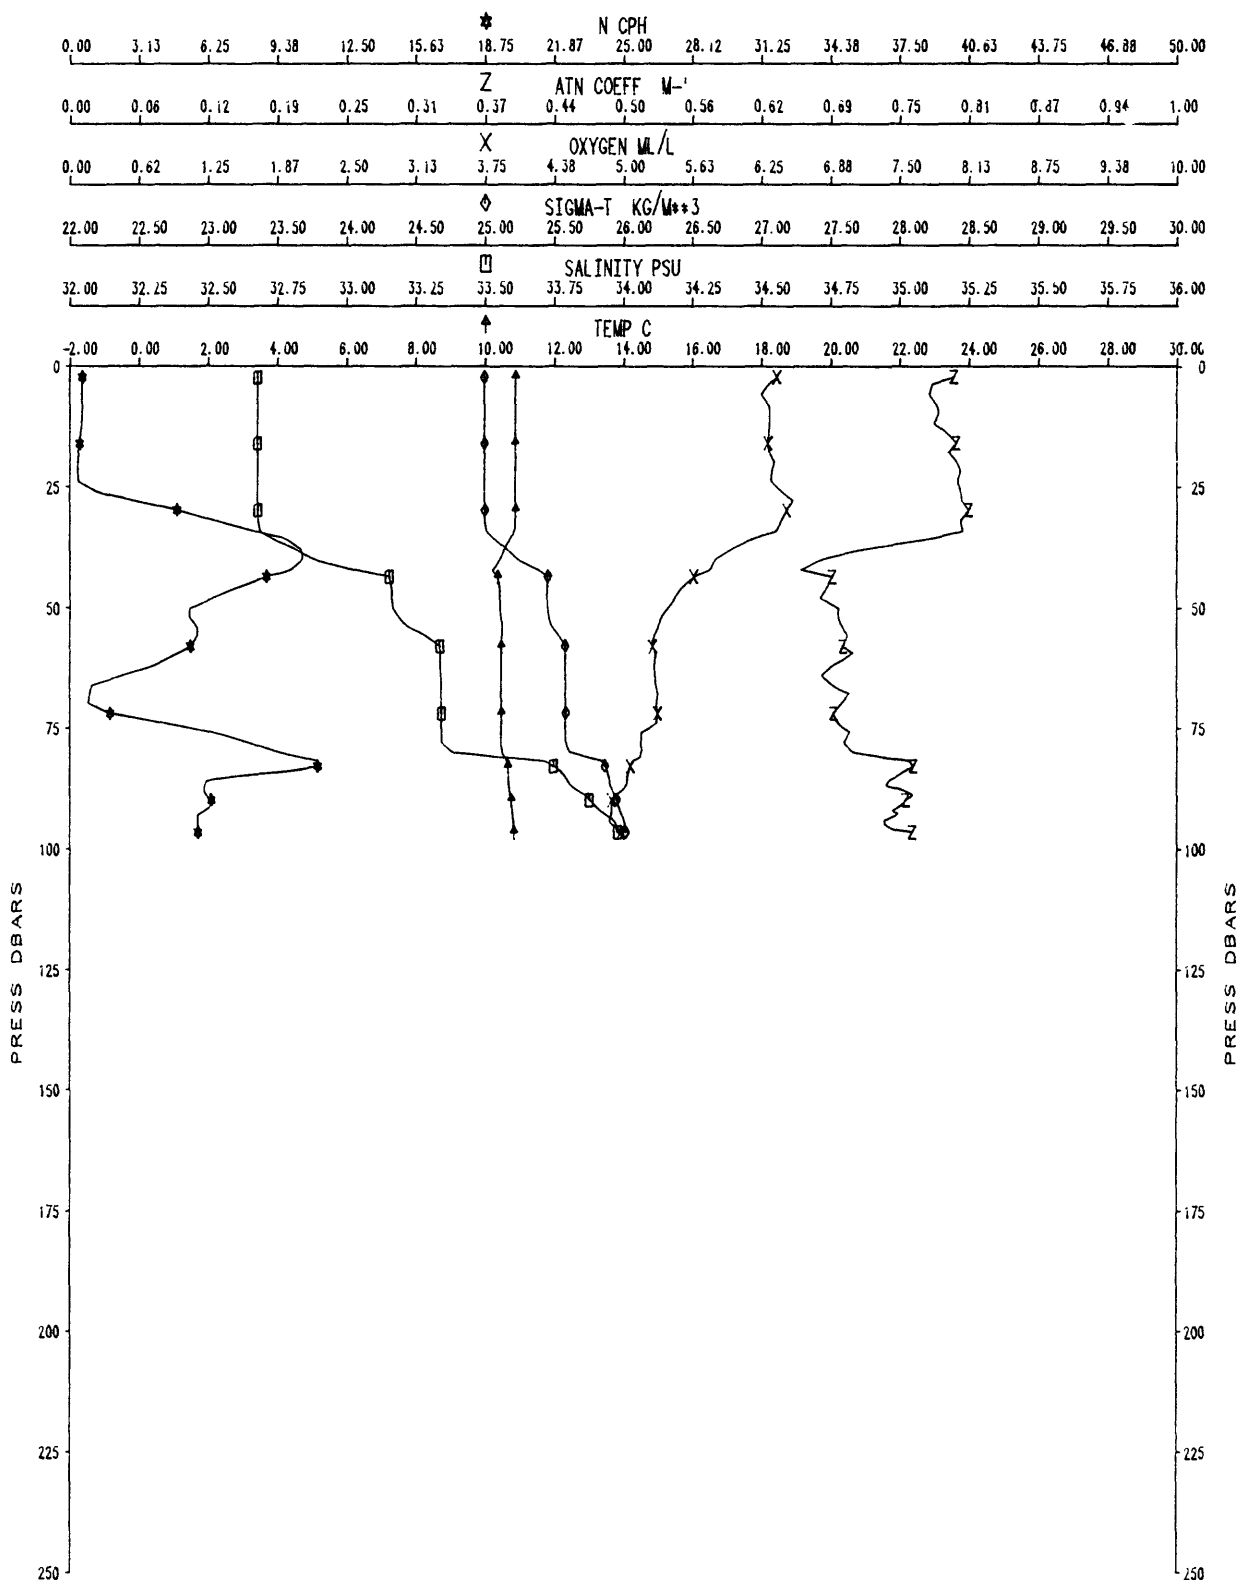 N CPH
0.00 3.13 6.25 9.38 12.50 15.63 18.75 21.87 25.00 28.12 31.25 34.38 37.50 40.63 43.75 46.88 50.00
Z ATN COEFF M-¹
0.00 0.06 0.12 0.19 0.25 0.31 0.37 0.44 0.50 0.56 0.62 0.69 0.75 0.81 0.87 0.94 1.00
X OXYGEN ML/L
0.00 0.62 1.25 1.87 2.50 3.13 3.75 4.38 5.00 5.63 6.25 6.88 7.50 8.13 8.75 9.38 10.00
SIGMA-T KG/M**3
22.00 22.50 23.00 23.50 24.00 24.50 25.00 25.50 26.00 26.50 27.00 27.50 28.00 28.50 29.00 29.50 30.00
SALINITY PSU
32.00 32.25 32.50 32.75 33.00 33.25 33.50 33.75 34.00 34.25 34.50 34.75 35.00 35.25 35.50 35.75 36.00
TEMP C
-2.00 0.00 2.00 4.00 6.00 8.00 10.00 12.00 14.00 16.00 18.00 20.00 22.00 24.00 26.00 28.00 30.00
0 0
25 25
50 50
75 75
100 100
125 125
150 150
175 175
200 200
225 225
250 250
PRESS DBARS
PRESS DBARS